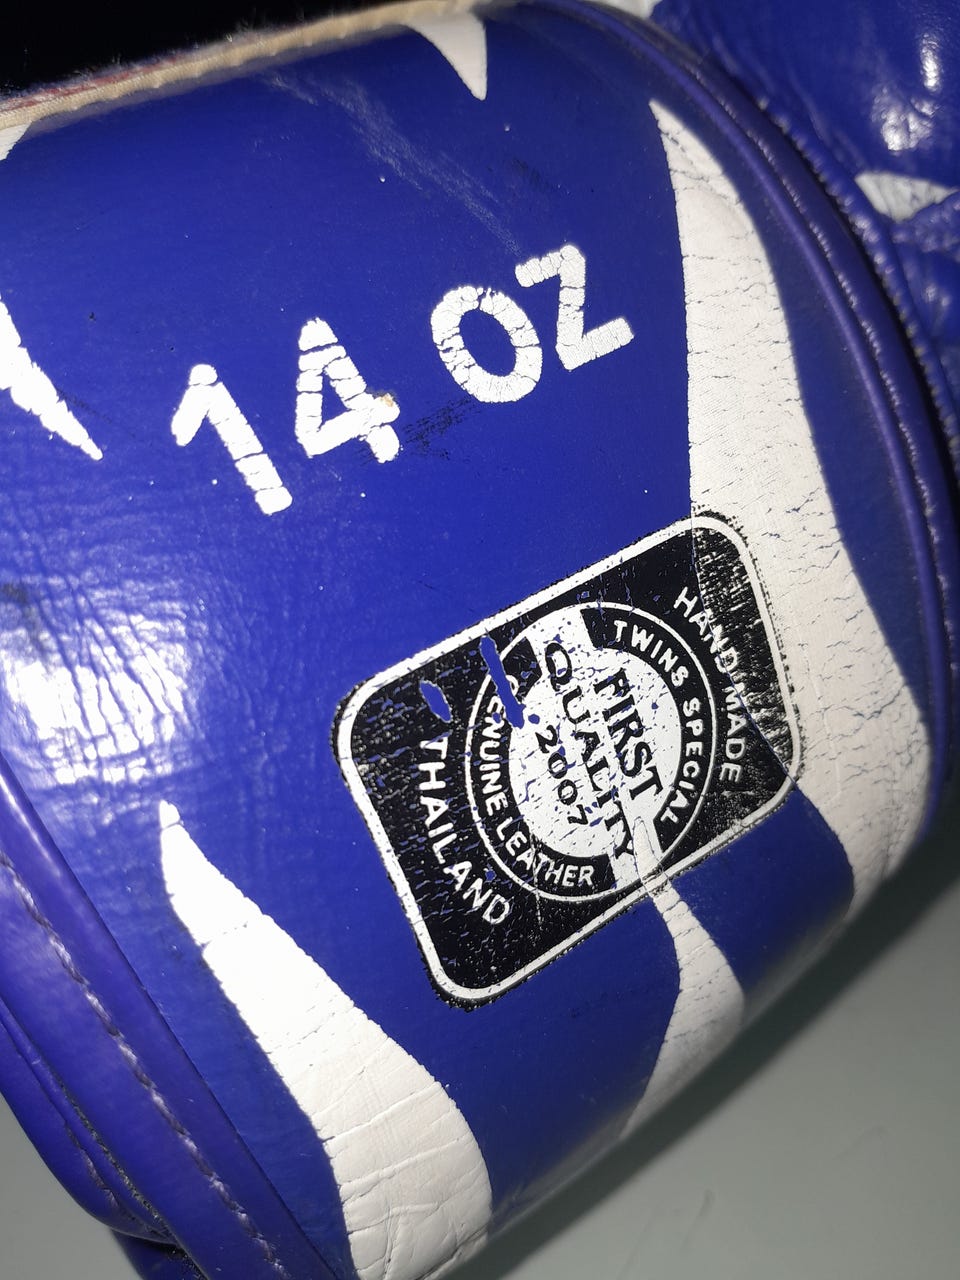 14 OZ
HAND MADE
TWINS SPECIAL
FIRST
QUALITY
2007
GENUINE LEATHER
THAILAND